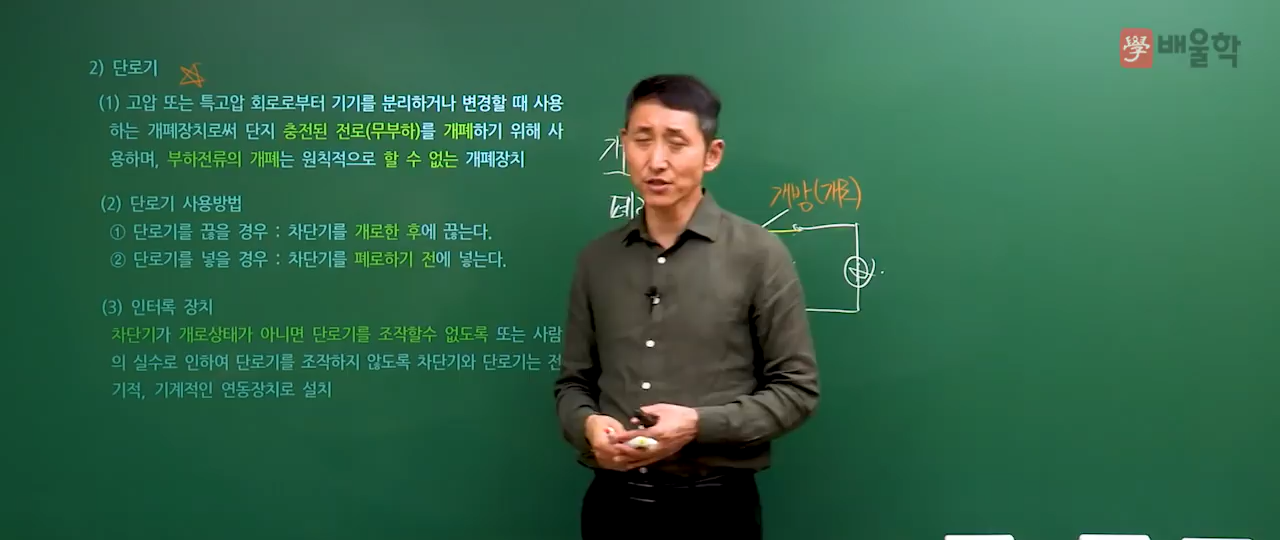 學 배울학
2) 단로기
(1) 고압 또는 특고압 회로로부터 기기를 분리하거나 변경할 때 사용
하는 개폐장치로써 단지 충전된 전로(무부하)를 개폐하기 위해 사
용하며, 부하전류의 개폐는 원칙적으로 할 수 없는 개폐장치
(2) 단로기 사용방법
① 단로기를 끊을 경우 : 차단기를 개로한 후에 끊는다.
② 단로기를 넣을 경우 : 차단기를 폐로하기 전에 넣는다.
(3) 인터록 장치
차단기가 개로상태가 아니면 단로기를 조작할수 없도록 또는 사람
의 실수로 인하여 단로기를 조작하지 않도록 차단기와 단로기는 전
기적, 기계적인 연동장치로 설치
개방(개로)